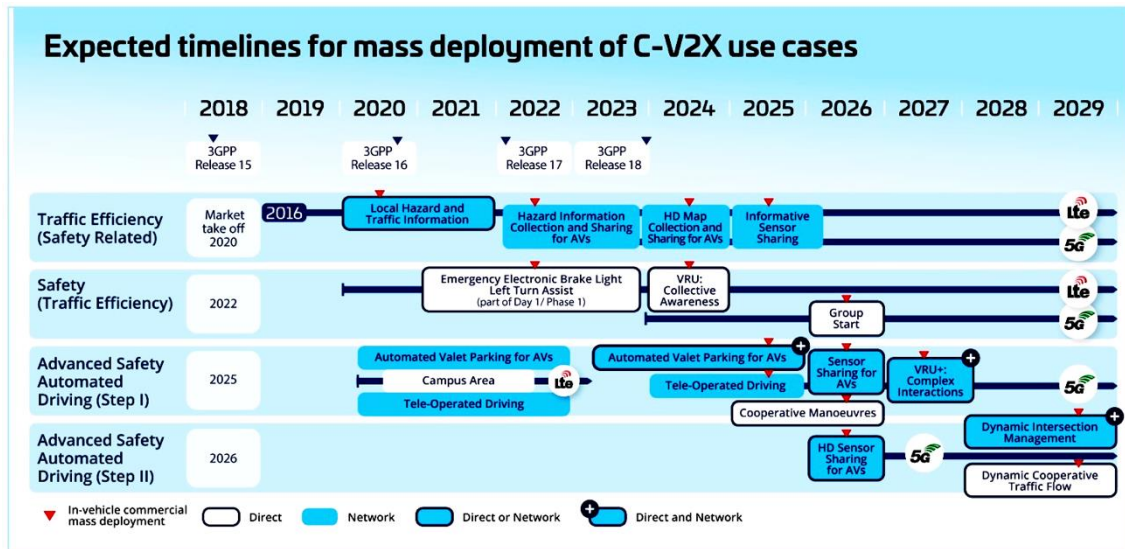 Expected timelines for mass deployment of C-V2X use cases
2018 2019 2020 2021 2022 2023 2024 2025 2026 2027 2028 2029
3GPP
Release 15
3GPP
Release 16
3GPP
Release 17
3GPP
Release 18
Traffic Efficiency
(Safety Related)
Market
take off
2020
2016
Local Hazard and
Traffic Information
Hazard Information
Collection and Sharing
for AVs
HD Map
Collection and
Sharing for AVs
Informative
Sensor
Sharing
Lte
5G
Safety
(Traffic Efficiency)
2022
Emergency Electronic Brake Light
Left Turn Assist
(part of Day 1/ Phase 1)
VRU:
Collective
Awareness
Group
Start
Lte
5G
Advanced Safety
Automated
Driving (Step I)
2025
Automated Valet Parking for AVs
Campus Area
Lte
Tele-Operated Driving
Automated Valet Parking for AVs
+
Tele-Operated Driving
Cooperative Manoeuvres
Sensor
Sharing for
AVs
VRU+:
Complex
Interactions
+
5G
Advanced Safety
Automated
Driving (Step II)
2026
HD Sensor
Sharing
for AVs
5G
Dynamic Intersection
Management
+
Dynamic Cooperative
Traffic Flow
In-vehicle commercial
mass deployment
Direct
Network
Direct or Network
+
Direct and Network